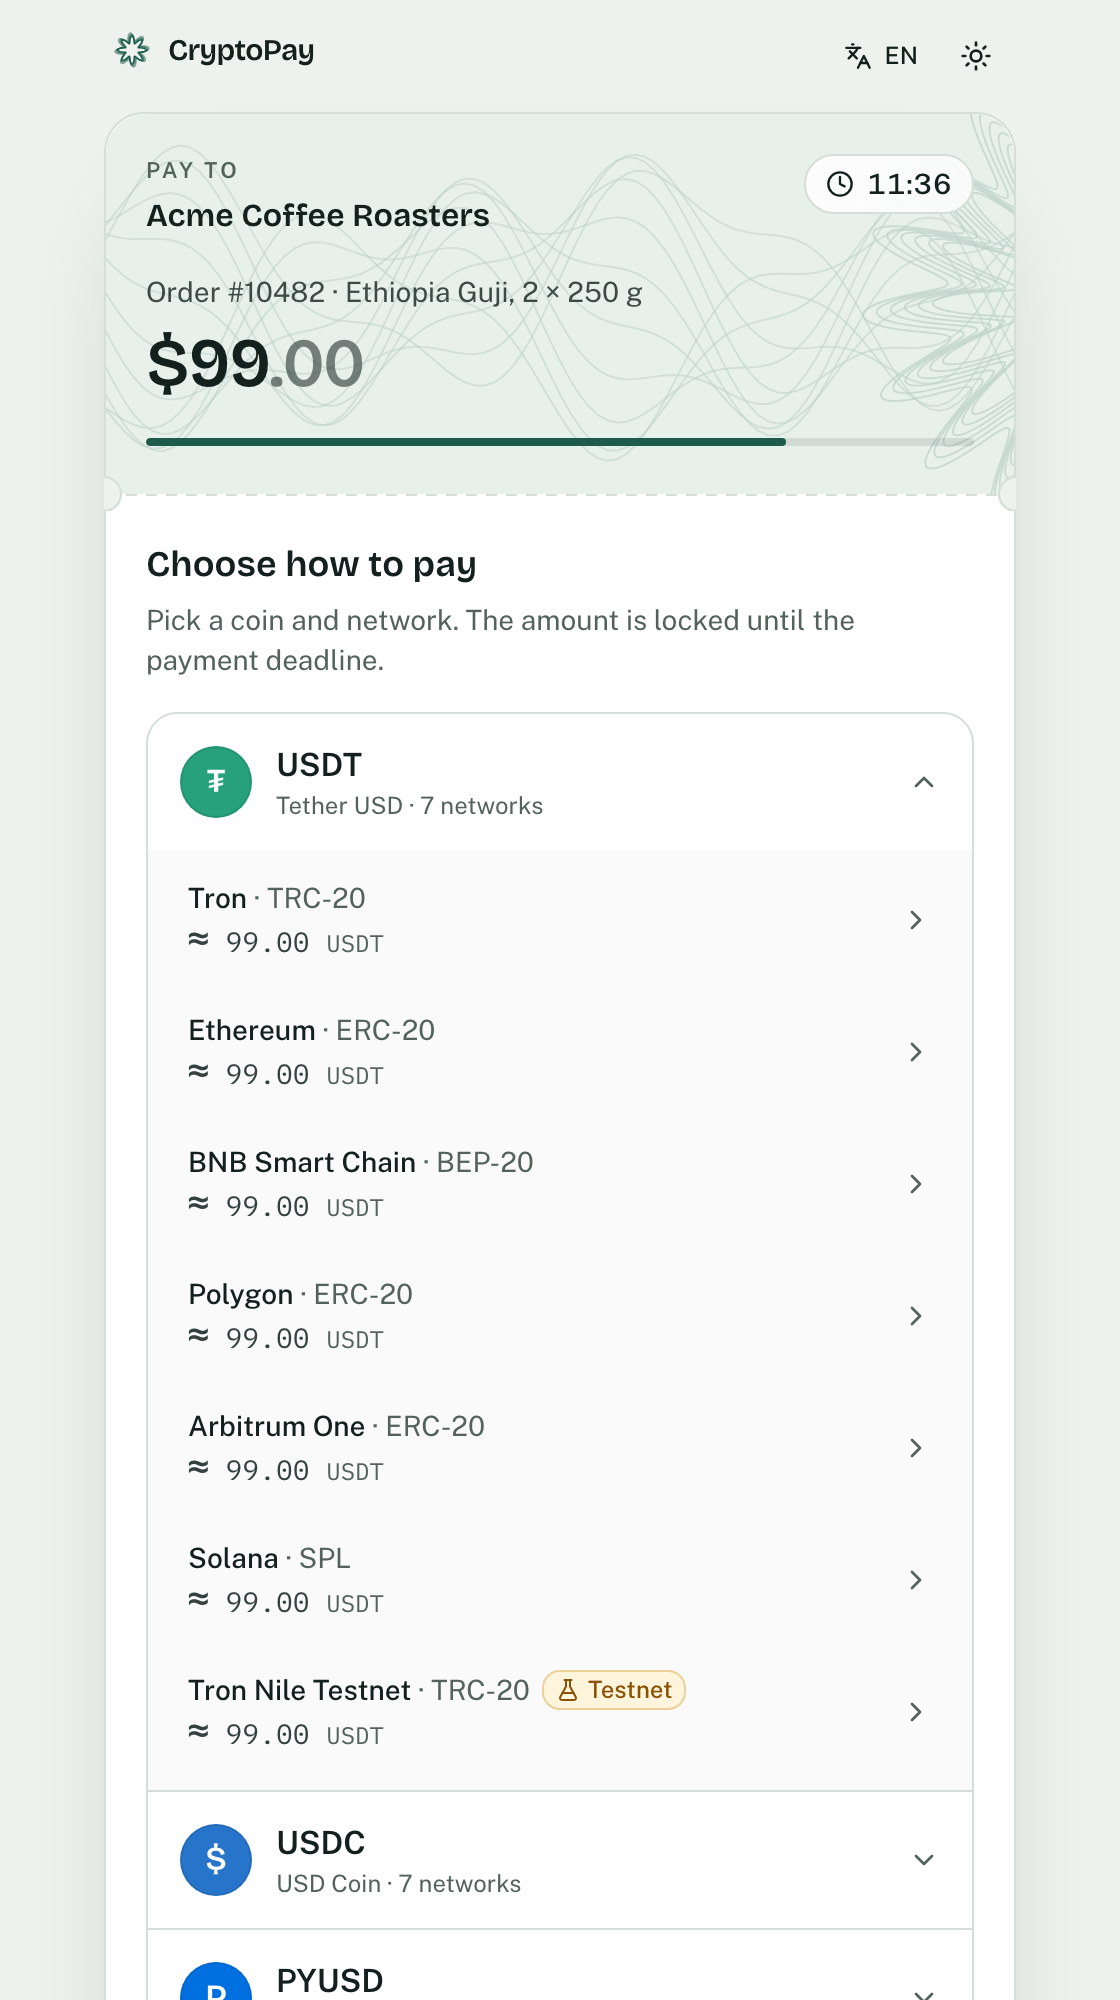 CryptoPay
EN
PAY TO
11:36
Acme Coffee Roasters
Order #10482 · Ethiopia Guji, 2 × 250 g
$99.00
Choose how to pay
Pick a coin and network. The amount is locked until the
payment deadline.
USDT
Tether USD · 7 networks
Tron · TRC-20
≈ 99.00 USDT
Ethereum · ERC-20
≈ 99.00 USDT
BNB Smart Chain · BEP-20
≈ 99.00 USDT
Polygon · ERC-20
≈ 99.00 USDT
Arbitrum One · ERC-20
≈ 99.00 USDT
Solana · SPL
≈ 99.00 USDT
Tron Nile Testnet · TRC-20 Testnet
≈ 99.00 USDT
$
USDC
USD Coin · 7 networks
PYUSD